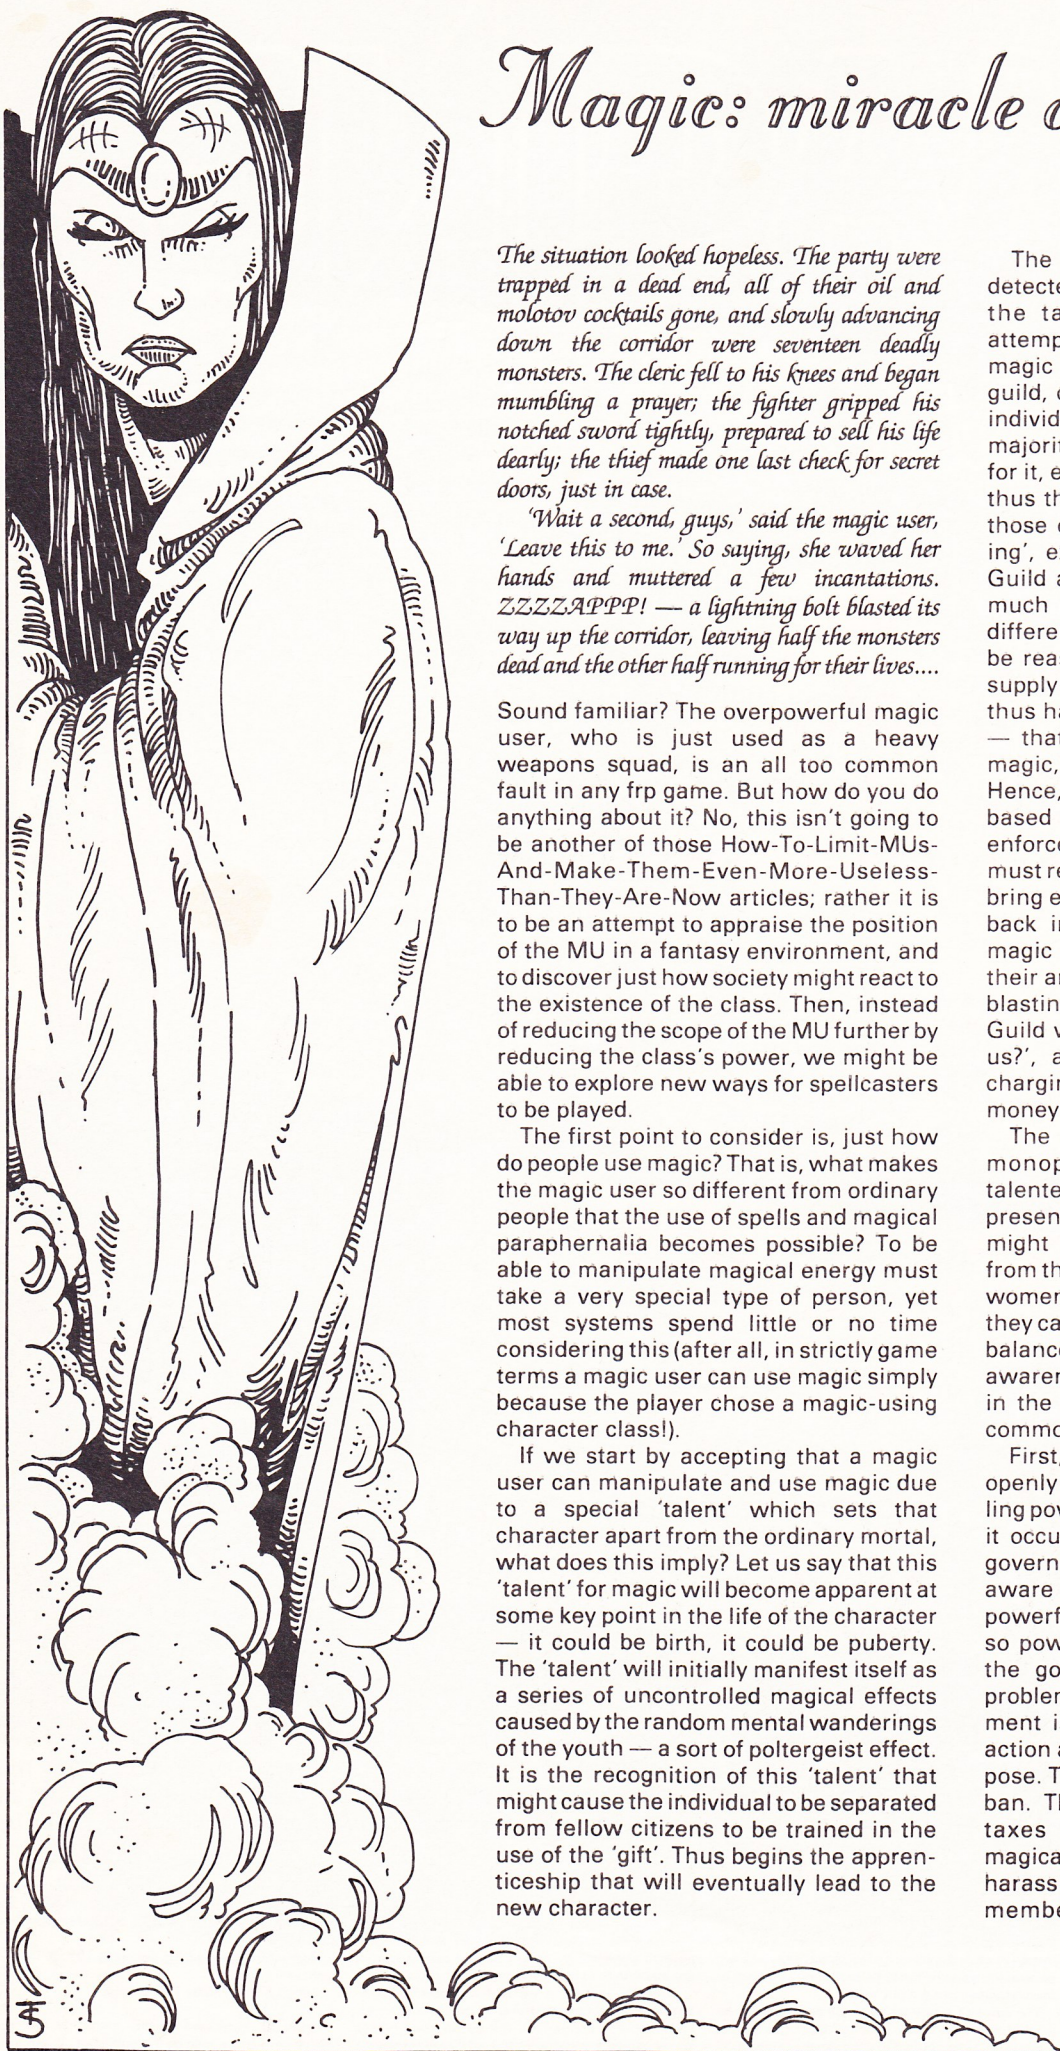 Magic: miracle
The situation looked hopeless. The party were
trapped in a dead end, all of their oil and
molotov cocktails gone, and slowly advancing
down the corridor were seventeen deadly
monsters. The cleric fell to his knees and began
mumbling a prayer; the fighter gripped his
notched sword tightly, prepared to sell his life
dearly; the thief made one last check for secret
doors, just in case.
'Wait a second, guys,' said the magic user,
'Leave this to me.' So saying, she waved her
hands and muttered a few incantations.
ZZZZAPPP! — a lightning bolt blasted its
way up the corridor, leaving half the monsters
dead and the other half running for their lives....
Sound familiar? The overpowerful magic
user, who is just used as a heavy
weapons squad, is an all too common
fault in any frp game. But how do you do
anything about it? No, this isn't going to
be another of those How-To-Limit-MUs-
And-Make-Them-Even-More-Useless-
Than-They-Are-Now articles; rather it is
to be an attempt to appraise the position
of the MU in a fantasy environment, and
to discover just how society might react to
the existence of the class. Then, instead
of reducing the scope of the MU further by
reducing the class's power, we might be
able to explore new ways for spellcasters
to be played.
The first point to consider is, just how
do people use magic? That is, what makes
the magic user so different from ordinary
people that the use of spells and magical
paraphernalia becomes possible? To be
able to manipulate magical energy must
take a very special type of person, yet
most systems spend little or no time
considering this (after all, in strictly game
terms a magic user can use magic simply
because the player chose a magic-using
character class!).
If we start by accepting that a magic
user can manipulate and use magic due
to a special 'talent' which sets that
character apart from the ordinary mortal,
what does this imply? Let us say that this
'talent' for magic will become apparent at
some key point in the life of the character
— it could be birth, it could be puberty.
The 'talent' will initially manifest itself as
a series of uncontrolled magical effects
caused by the random mental wanderings
of the youth — a sort of poltergeist effect.
It is the recognition of this 'talent' that
might cause the individual to be separated
from fellow citizens to be trained in the
use of the 'gift'. Thus begins the appren-
ticeship that will eventually lead to the
new character.
The
detecte
the ta
attemp
magic
guild, c
individ
majorit
for it, e
thus th
those c
ing', e
Guild a
much
differe
be reas
supply
thus ha
— that
magic,
Hence,
based
enforce
must re
bring e
back i
magic
their ar
blastin
Guild v
us?', a
chargin
money
The
monop
talente
presen
might
from th
women
they ca
balance
awaren
in the
commo
First,
openly
ling pov
it occu
govern
aware
powerf
so pow
the go
problem
ment i
action a
pose. T
ban. Th
taxes
magica
harass
membe